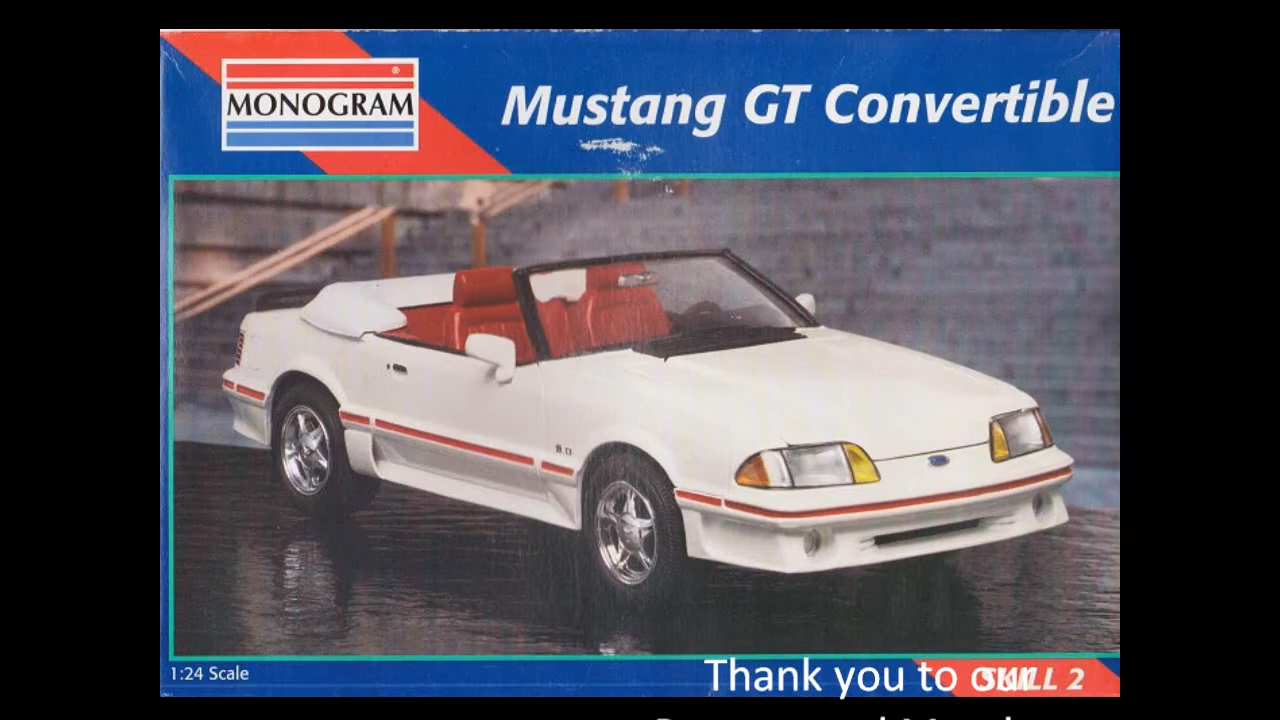 MONOGRAM
®
Mustang GT Convertible
5.0
1:24 Scale
SKILL 2
Thank you to our